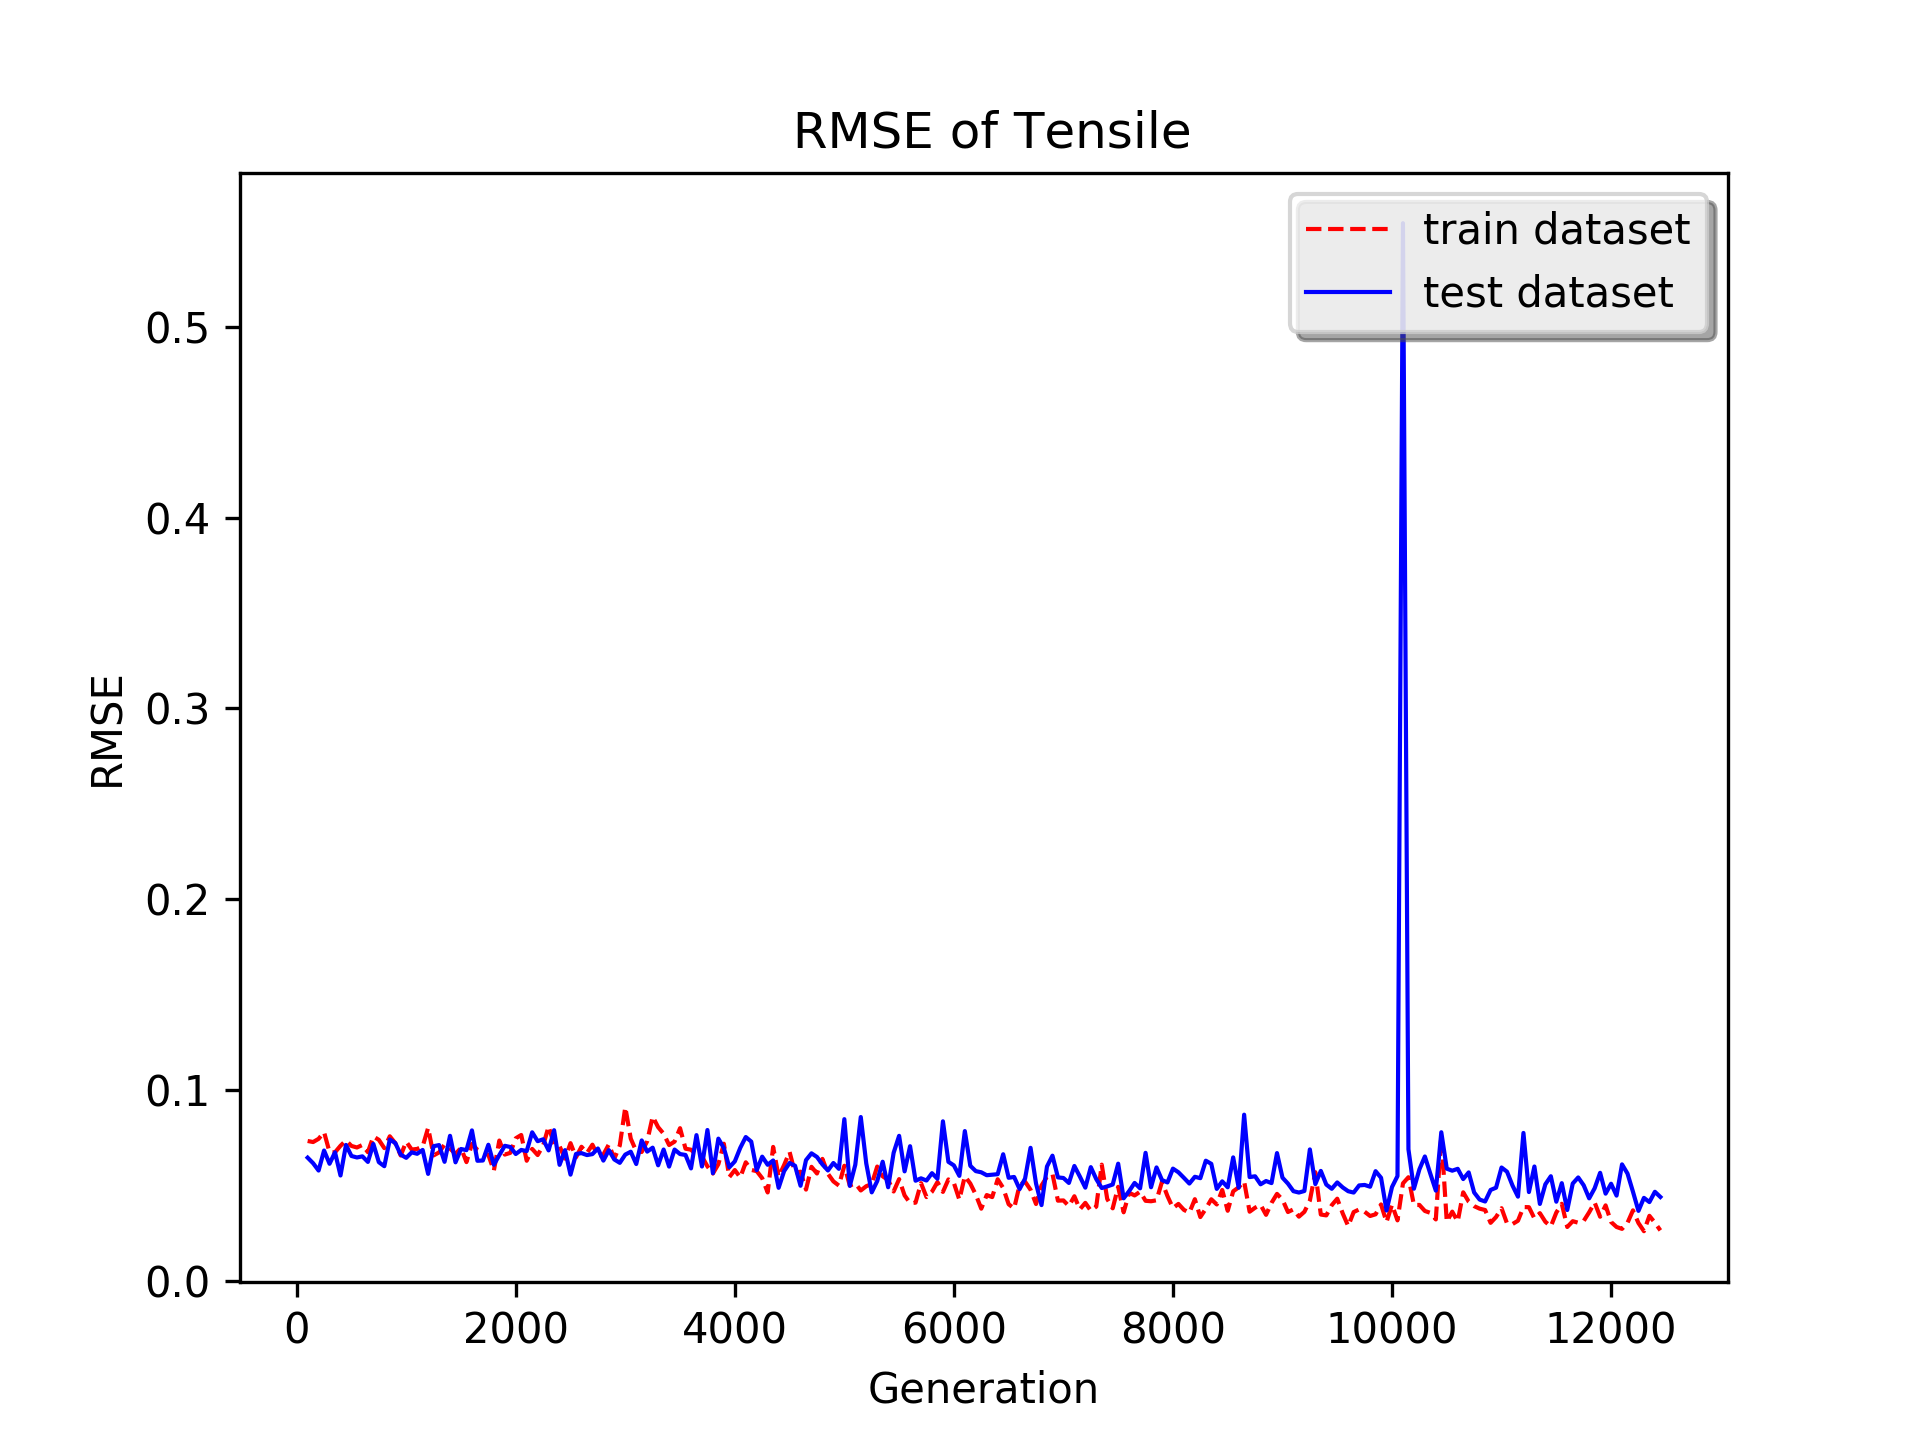 RMSE of Tensile
train dataset
test dataset
0.5
0.4
0.3
0.2
0.1
0.0
RMSE
0 2000 4000 6000 8000 10000 12000
Generation